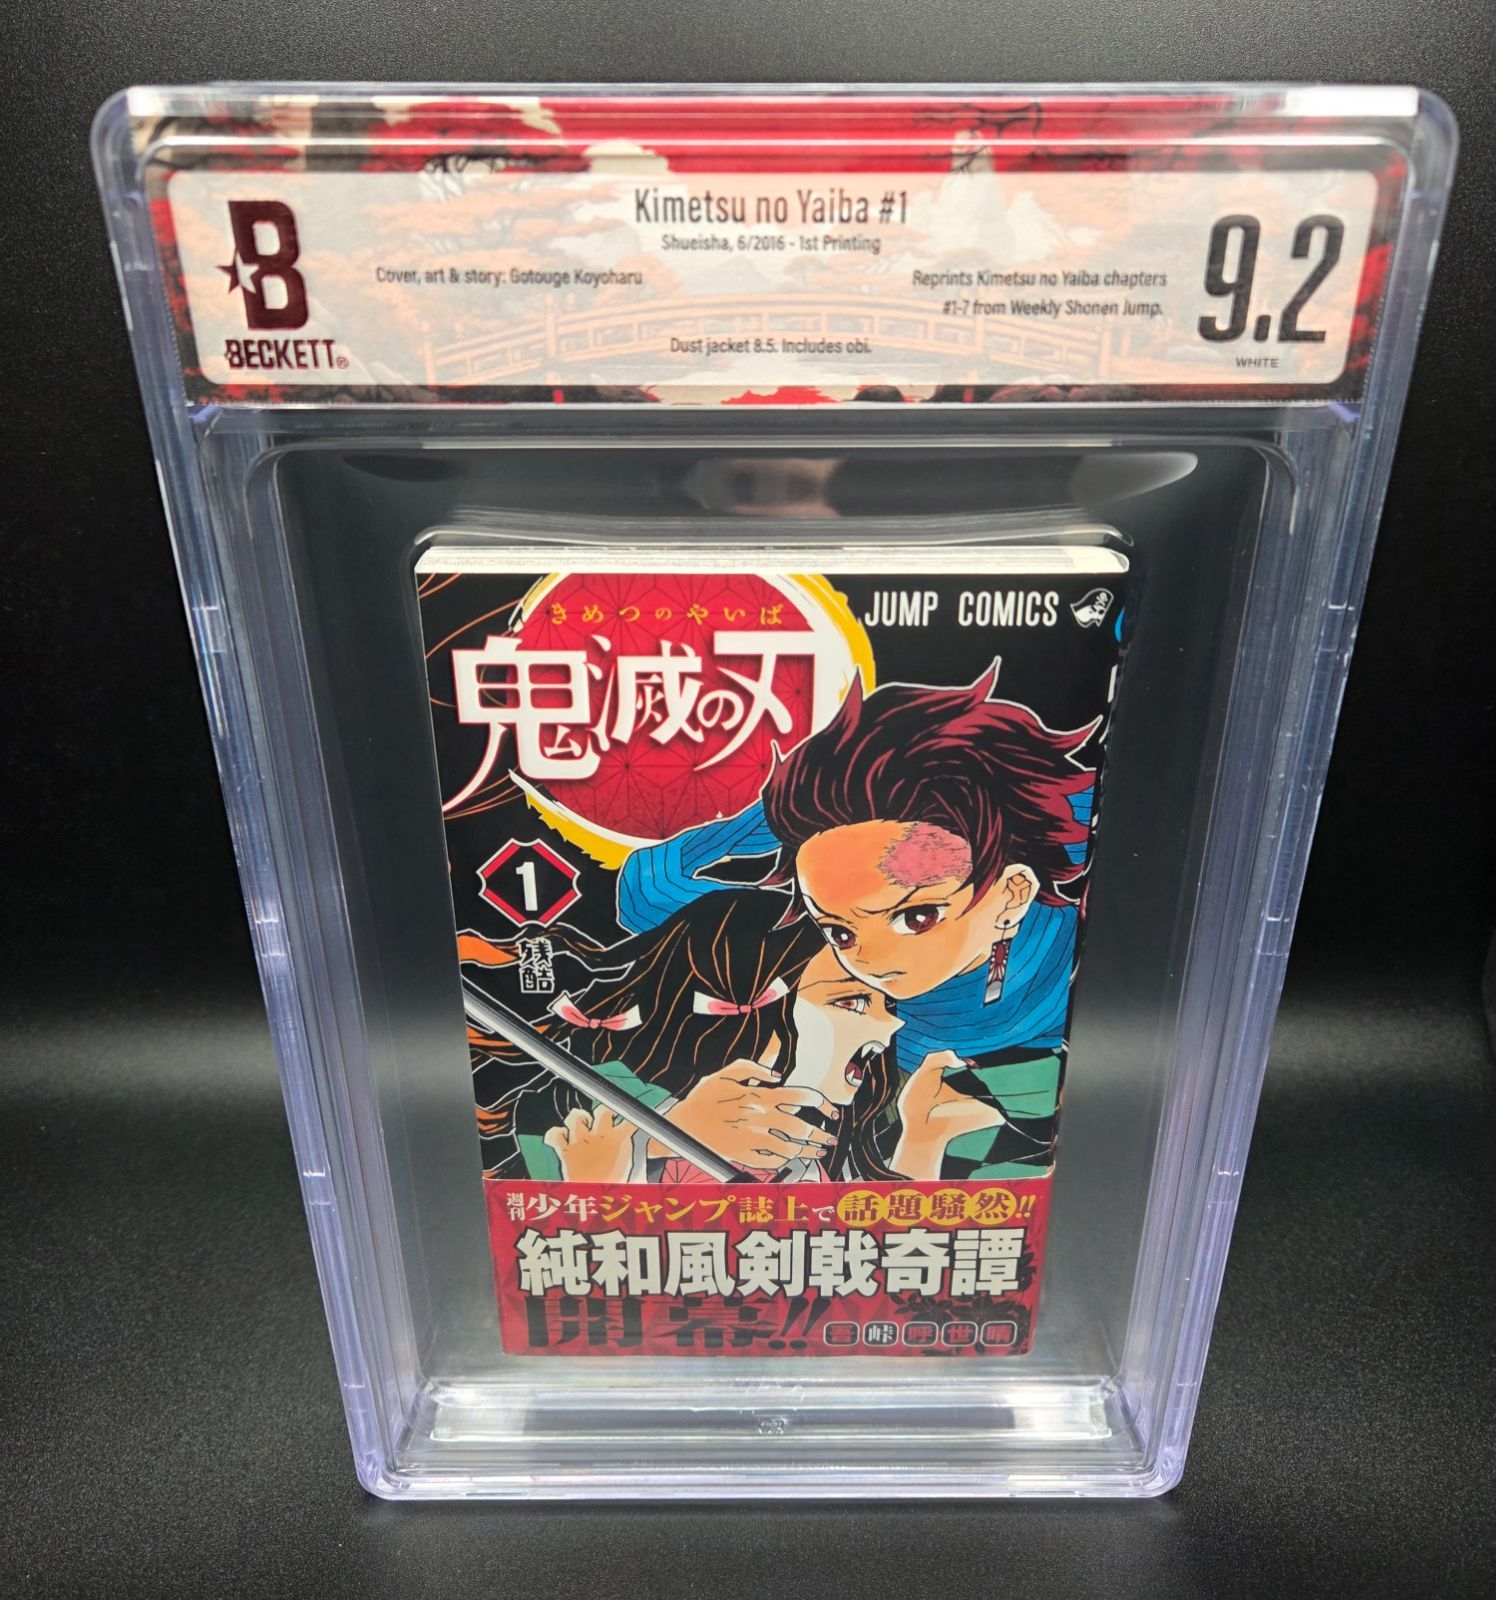 B
BECKETT®
Kimetsu no Yaiba #1
Shueisha, 6/2016 - 1st Printing
Cover, art & story: Gotouge Koyoharu
Reprints Kimetsu no Yaiba chapters
#1-7 from Weekly Shonen Jump.
Dust jacket 8.5. Includes obi.
9.2
WHITE
きめつのやいば
鬼滅の刃
JUMP COMICS
1
残酷
週刊少年ジャンプ誌上で話題騒然!!
純和風剣戟奇譚
開幕!!
吾峠呼世晴